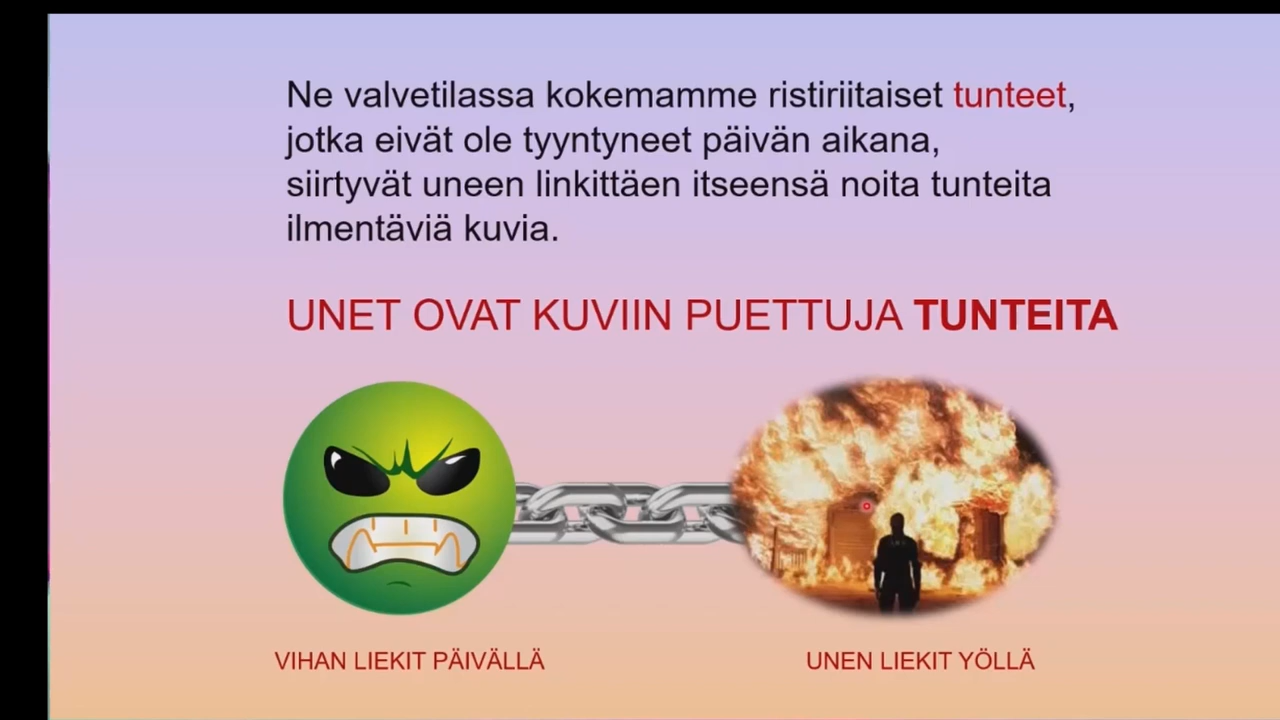 Ne valvetilassa kokemamme ristiriitaiset tunteet,
jotka eivät ole tyyntyneet päivän aikana,
siirtyvät uneen linkittäen itseensä noita tunteita
ilmentäviä kuvia.
UNET OVAT KUVIIN PUETTUJA TUNTEITA
VIHAN LIEKIT PÄIVÄLLÄ
UNEN LIEKIT YÖLLÄ